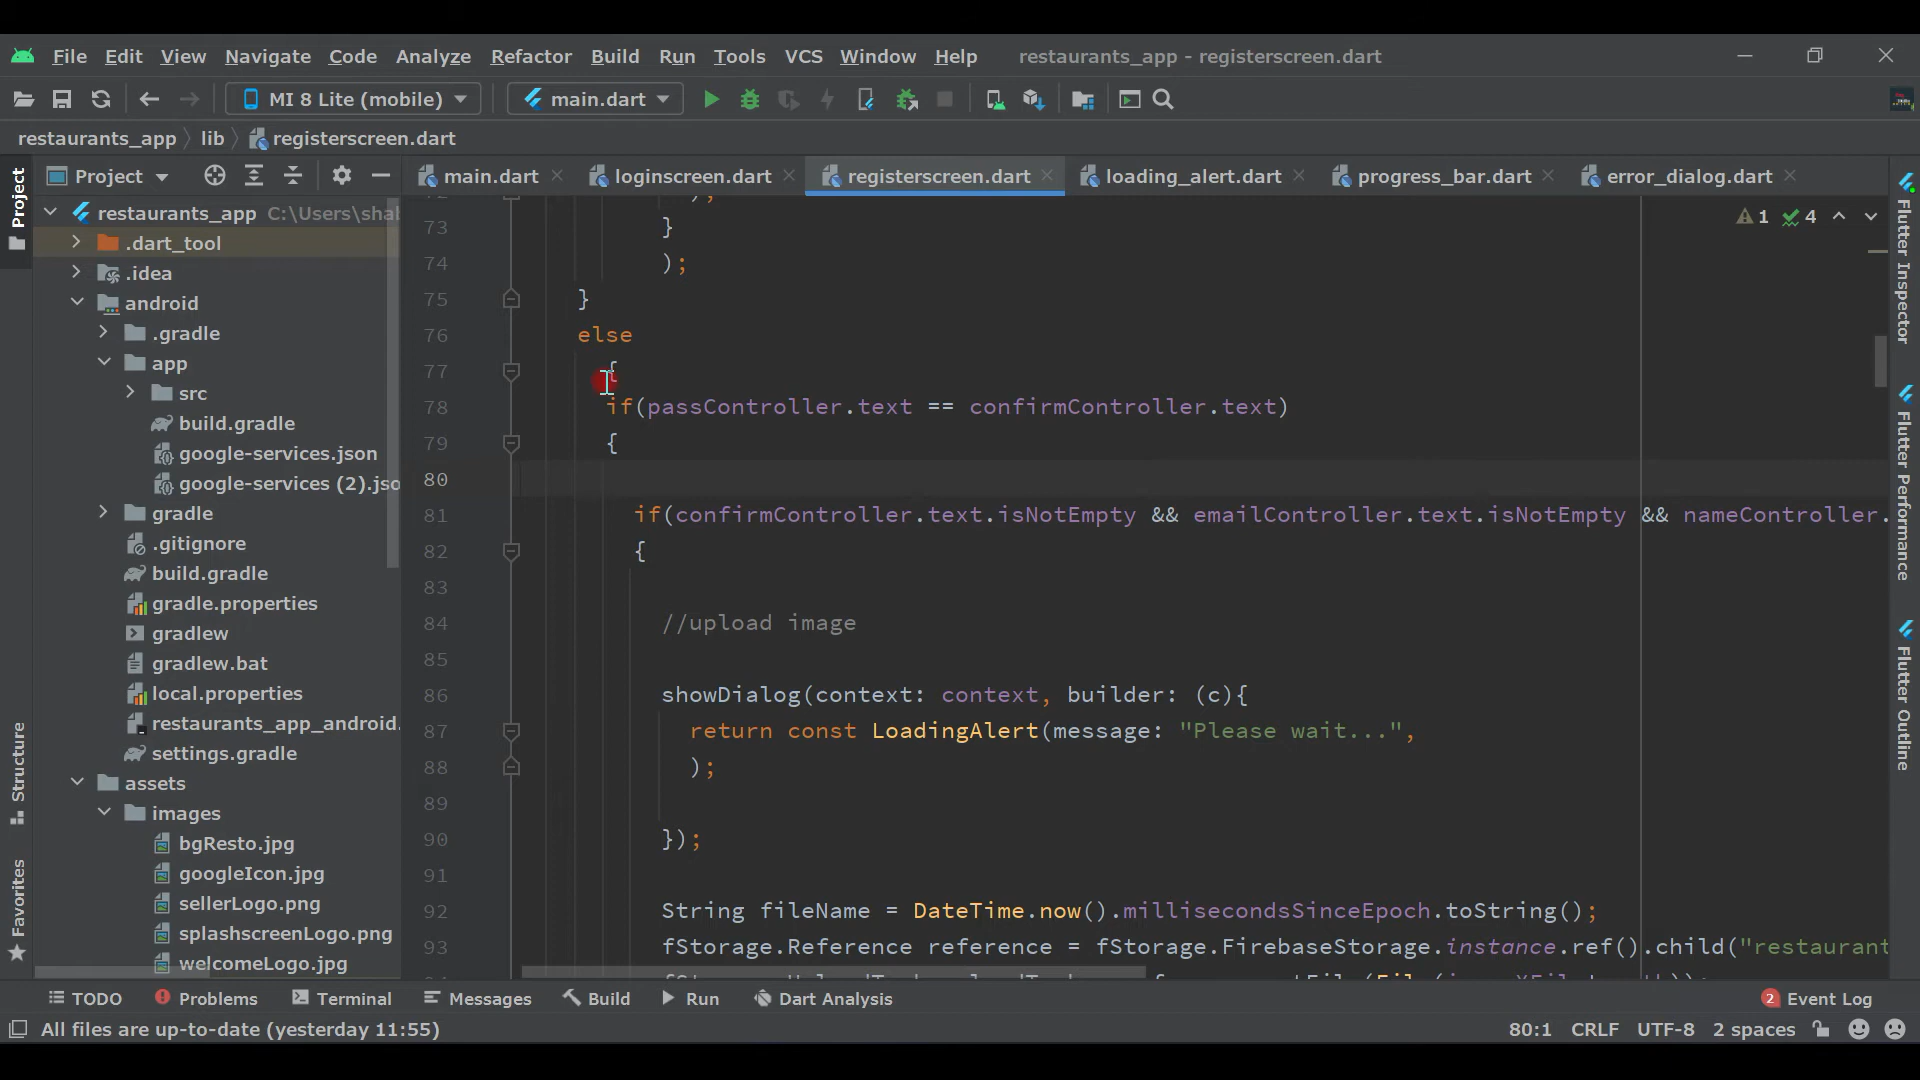 File Edit View Navigate Code Analyze Refactor Build Run Tools VCS Window Help restaurants_app - registerscreen.dart
MI 8 Lite (mobile) main.dart
restaurants_app lib registerscreen.dart
Project main.dart loginscreen.dart registerscreen.dart loading_alert.dart progress_bar.dart error_dialog.dart
restaurants_app C:\Users\shab
.dart_tool
.idea
android
.gradle
app
src
build.gradle
google-services.json
google-services (2).jso
gradle
.gitignore
build.gradle
gradle.properties
gradlew
gradlew.bat
local.properties
restaurants_app_android.
settings.gradle
assets
images
bgResto.jpg
googleIcon.jpg
sellerLogo.png
splashscreenLogo.png
welcomeLogo.jpg
Project
Structure
Favorites
1 4
73 }
74 );
75 }
76 else
77 {
78 if(passController.text == confirmController.text)
79 {
80
81 if(confirmController.text.isNotEmpty && emailController.text.isNotEmpty && nameController.
82 {
83
84 //upload image
85
86 showDialog(context: context, builder: (c){
87 return const LoadingAlert(message: "Please wait...",
88 );
89
90 });
91
92 String fileName = DateTime.now().millisecondsSinceEpoch.toString();
93 fStorage.Reference reference = fStorage.FirebaseStorage.instance.ref().child("restaurant
Flutter Inspector
Flutter Performance
Flutter Outline
TODO Problems Terminal Messages Build Run Dart Analysis 2 Event Log
All files are up-to-date (yesterday 11:55) 80:1 CRLF UTF-8 2 spaces